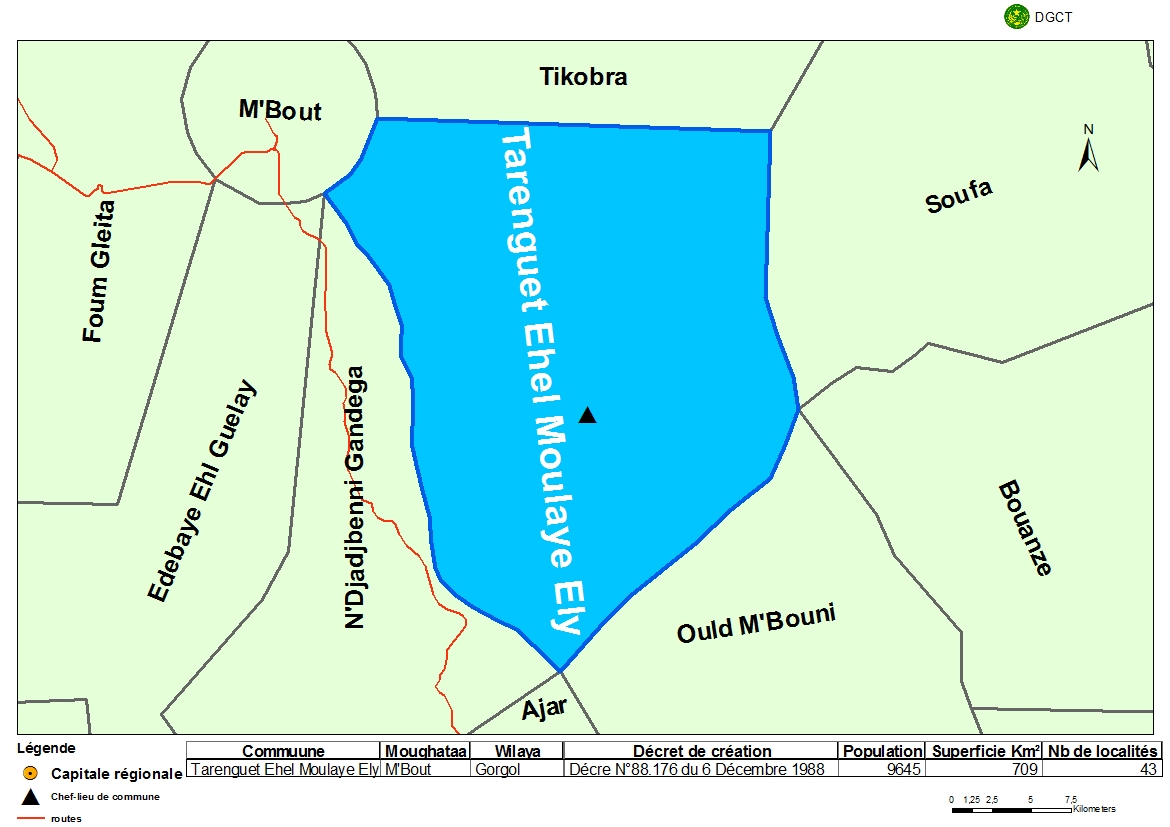 DGCT
Tikobra
M'Bout
N
Tarenguet Ehel Moulaye Ely
Soufa
Foum Gleita
Edebaye Ehl Guelay
N'Djadjbenni Gandega
Bouanze
Ould M'Bouni
Ajar
Légende
Capitale régionale
Chef-lieu de commune
routes
Commuune Moughataa Wilaya Décret de création Population Superficie Km² Nb de localités
Tarenguet Ehel Moulaye Ely M'Bout Gorgol Décre N°88.176 du 6 Décembre 1988 9645 709 43
0 1,25 2,5 5 7,5
Kilometers